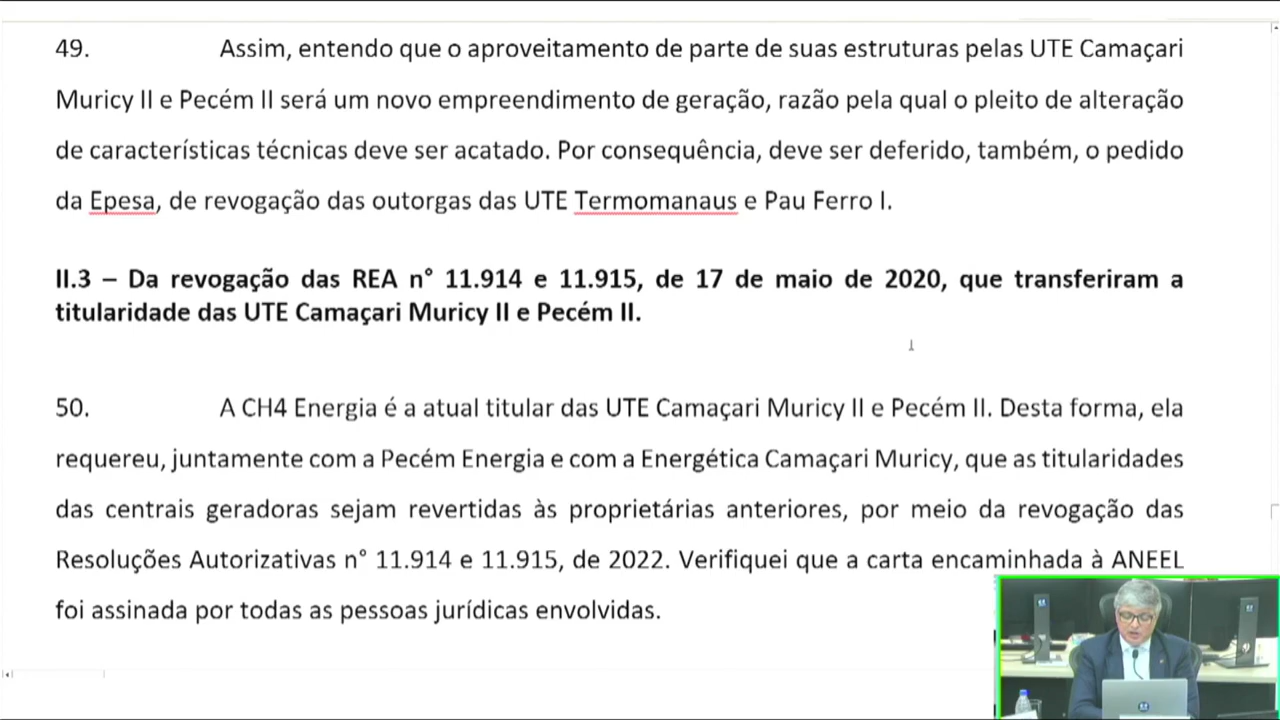 49. Assim, entendo que o aproveitamento de parte de suas estruturas pelas UTE Camaçari
Muricy II e Pecém II será um novo empreendimento de geração, razão pela qual o pleito de alteração
de características técnicas deve ser acatado. Por consequência, deve ser deferido, também, o pedido
da Epesa, de revogação das outorgas das UTE Termomanaus e Pau Ferro I.
II.3 – Da revogação das REA n° 11.914 e 11.915, de 17 de maio de 2020, que transferiram a
titularidade das UTE Camaçari Muricy II e Pecém II.
50. A CH4 Energia é a atual titular das UTE Camaçari Muricy II e Pecém II. Desta forma, ela
requereu, juntamente com a Pecém Energia e com a Energética Camaçari Muricy, que as titularidades
das centrais geradoras sejam revertidas às proprietárias anteriores, por meio da revogação das
Resoluções Autorizativas n° 11.914 e 11.915, de 2022. Verifiquei que a carta encaminhada à ANEEL
foi assinada por todas as pessoas jurídicas envolvidas.